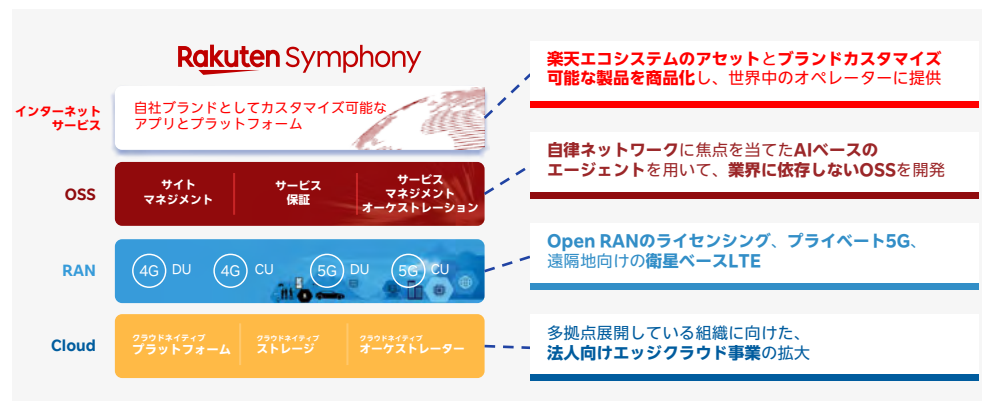 Rakuten Symphony
インターネット
サービス
自社ブランドとしてカスタマイズ可能な
アプリとプラットフォーム
楽天エコシステムのアセットとブランドカスタマイズ
可能な製品を商品化し、世界中のオペレーターに提供
OSS
サイト
マネジメント
サービス
保証
サービス
マネジメント
オーケストレーション
自律ネットワークに焦点を当てたAIベースの
エージェントを用いて、業界に依存しないOSSを開発
RAN
4G DU
4G CU
5G DU
5G CU
Open RANのライセンシング、プライベート5G、
遠隔地向けの衛星ベースLTE
Cloud
クラウドネイティブ
プラットフォーム
クラウドネイティブ
ストレージ
クラウドネイティブ
オーケストレーター
多拠点展開している組織に向けた、
法人向けエッジクラウド事業の拡大